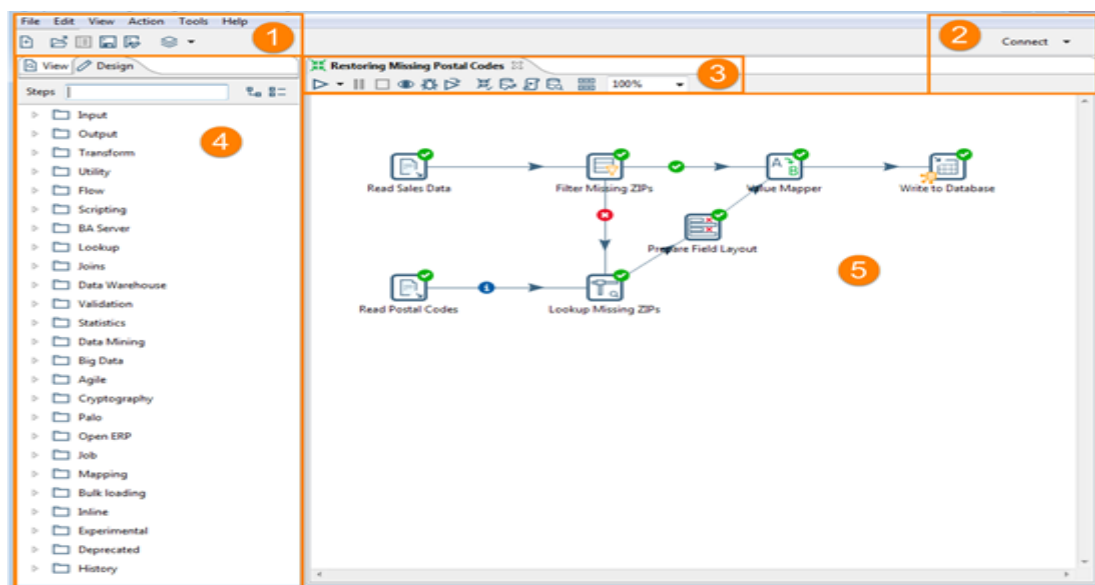 File Edit View Action Tools Help
1
2
Connect
View Design
Restoring Missing Postal Codes
3
Steps
100%
4
Input
Output
Transform
Utility
Flow
Scripting
BA Server
Lookup
Joins
Data Warehouse
Validation
Statistics
Data Mining
Big Data
Agile
Cryptography
Palo
Open ERP
Job
Mapping
Bulk loading
Inline
Experimental
Deprecated
History
A
B
Read Sales Data
Filter Missing ZIPs
Value Mapper
Write to Database
Prepare Field Layout
5
Read Postal Codes
Lookup Missing ZIPs